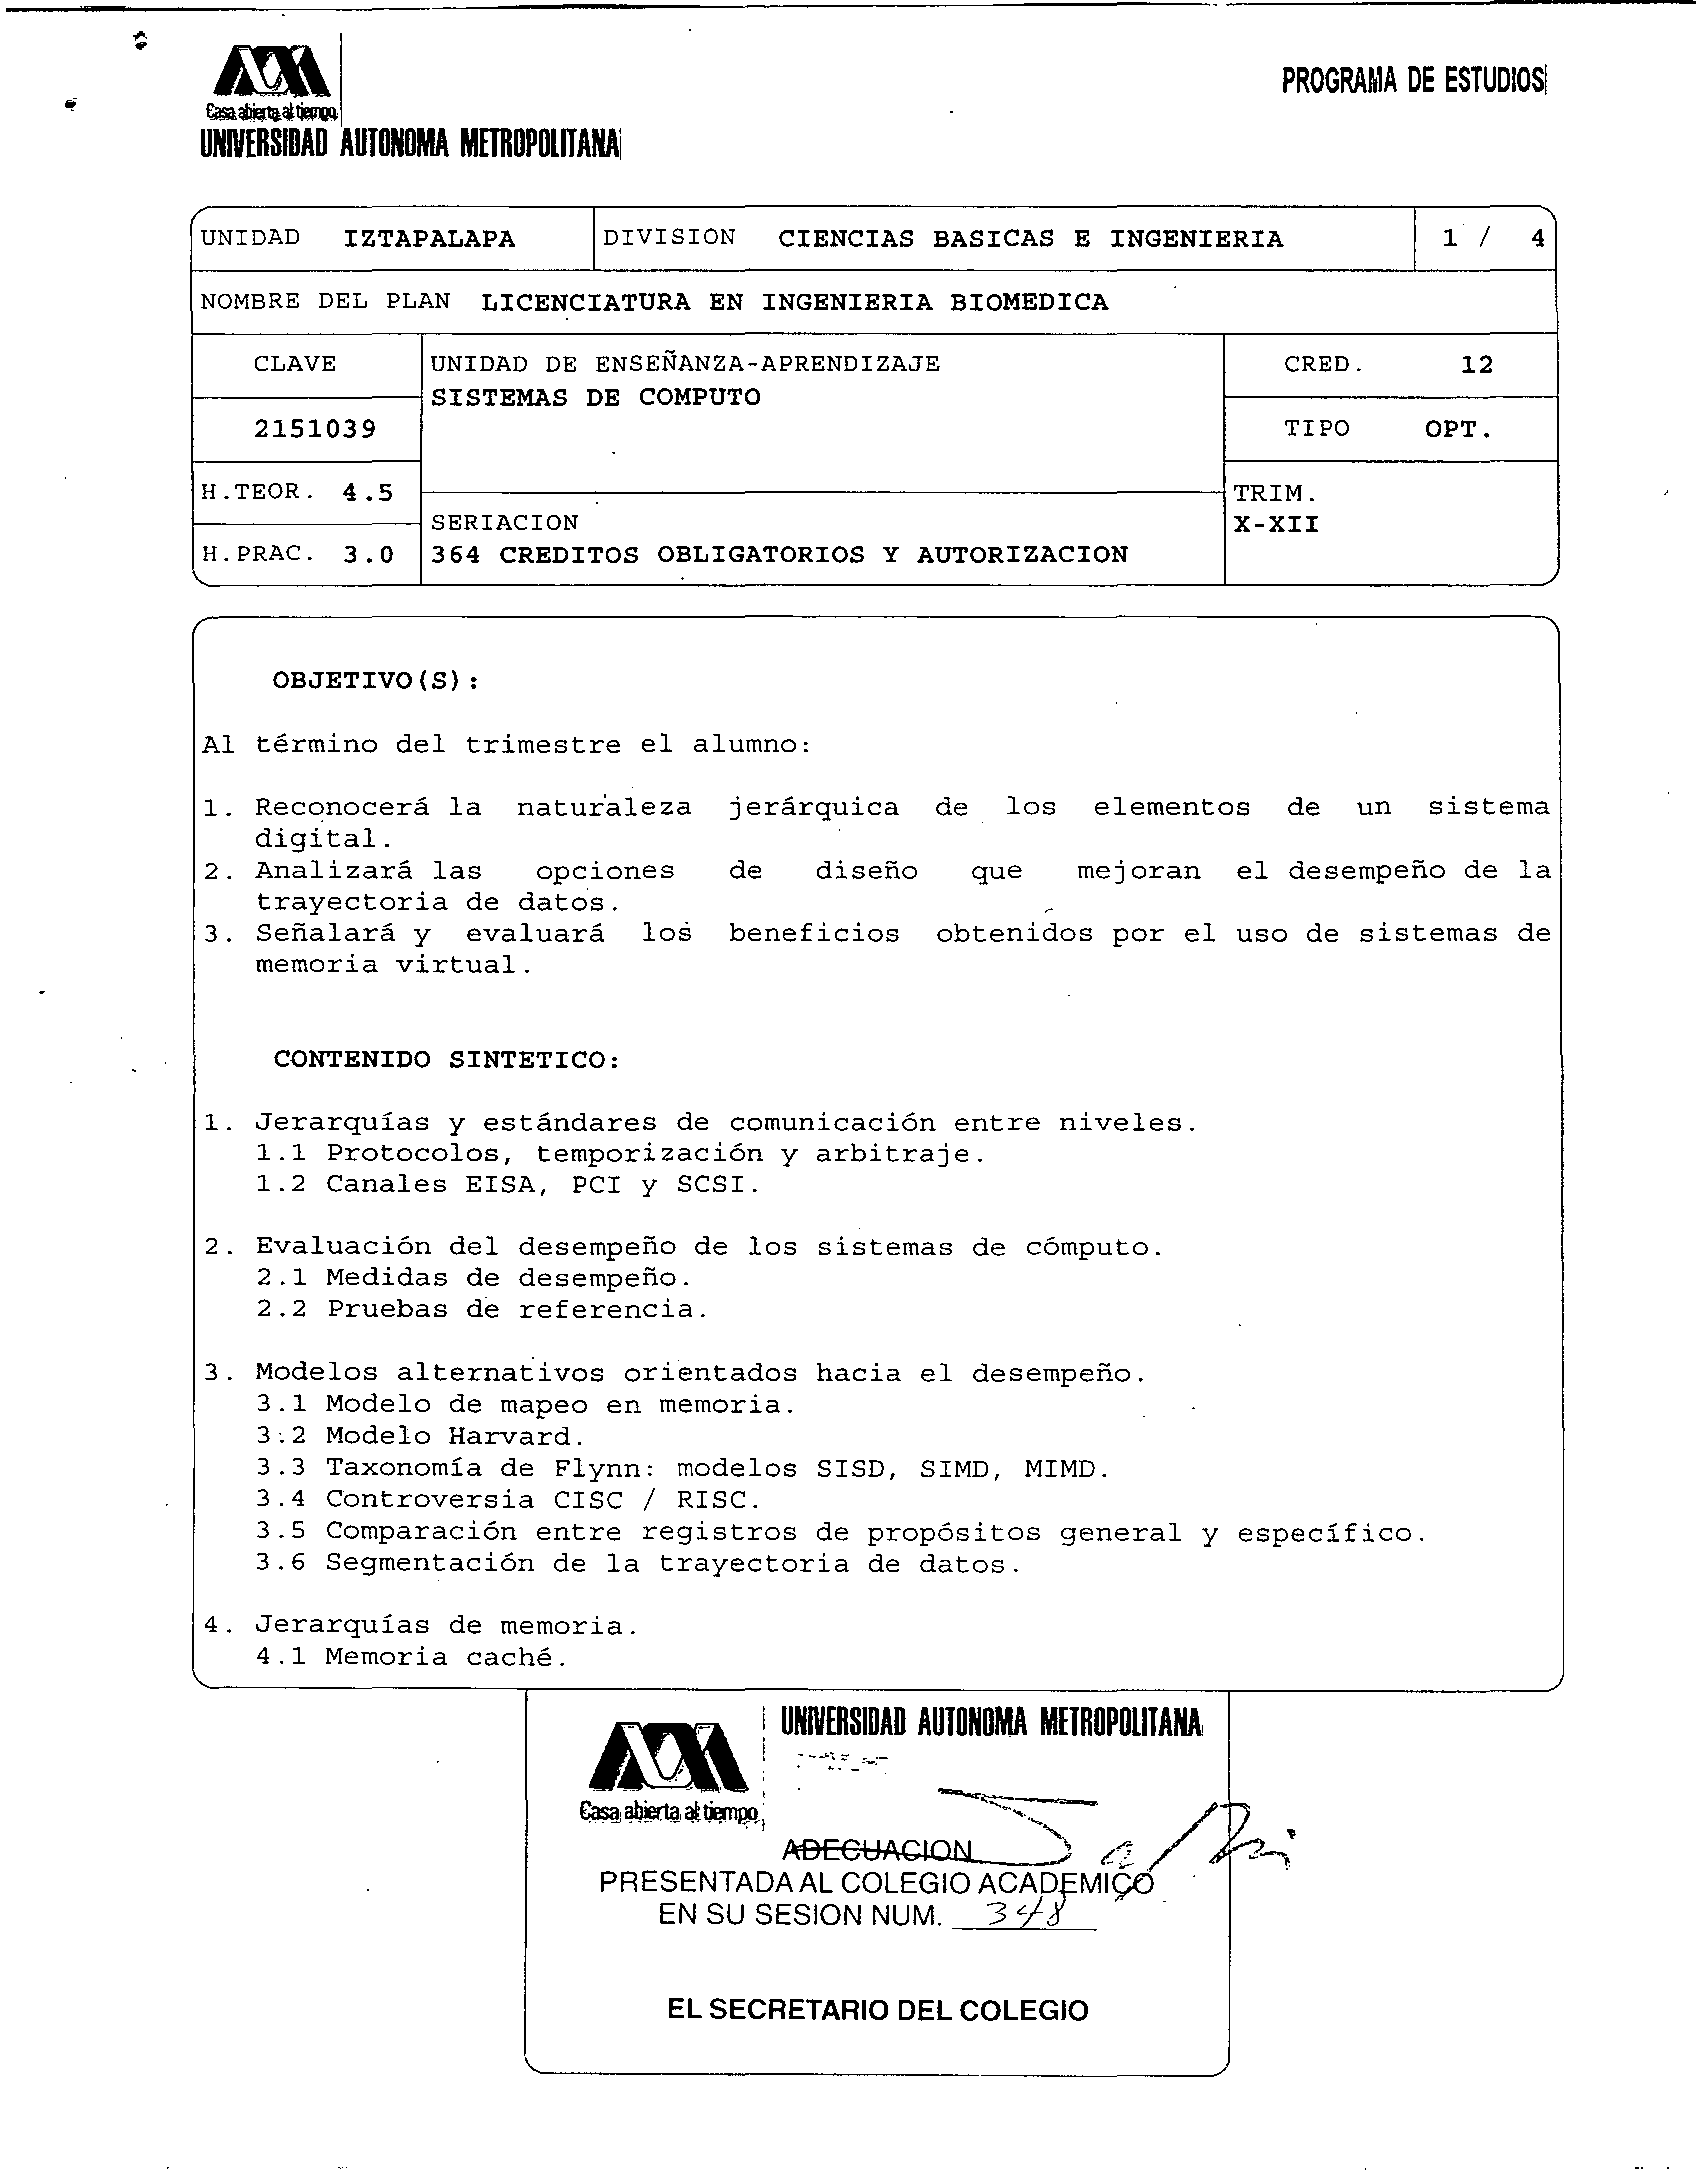 PROGRAMA DE ESTUDIOS
Casa abierta al tiempo
UNIVERSIDAD AUTONOMA METROPOLITANA
UNIDAD IZTAPALAPA DIVISION CIENCIAS BASICAS E INGENIERIA 1 / 4
NOMBRE DEL PLAN LICENCIATURA EN INGENIERIA BIOMEDICA
CLAVE UNIDAD DE ENSEÑANZA-APRENDIZAJE CRED. 12
SISTEMAS DE COMPUTO
2151039 TIPO OPT.
H.TEOR. 4.5 TRIM.
SERIACION X-XII
H.PRAC. 3.0 364 CREDITOS OBLIGATORIOS Y AUTORIZACION
OBJETIVO(S):
Al término del trimestre el alumno:
1. Reconocerá la naturaleza jerárquica de los elementos de un sistema
digital.
2. Analizará las opciones de diseño que mejoran el desempeño de la
trayectoria de datos.
3. Señalará y evaluará los beneficios obtenidos por el uso de sistemas de
memoria virtual.
CONTENIDO SINTETICO:
1. Jerarquías y estándares de comunicación entre niveles.
1.1 Protocolos, temporización y arbitraje.
1.2 Canales EISA, PCI y SCSI.
2. Evaluación del desempeño de los sistemas de cómputo.
2.1 Medidas de desempeño.
2.2 Pruebas de referencia.
3. Modelos alternativos orientados hacia el desempeño.
3.1 Modelo de mapeo en memoria.
3.2 Modelo Harvard.
3.3 Taxonomía de Flynn: modelos SISD, SIMD, MIMD.
3.4 Controversia CISC / RISC.
3.5 Comparación entre registros de propósitos general y específico.
3.6 Segmentación de la trayectoria de datos.
4. Jerarquías de memoria.
4.1 Memoria caché.
UNIVERSIDAD AUTONOMA METROPOLITANA
Casa abierta al tiempo
ADECUACION
PRESENTADA AL COLEGIO ACADEMICO
EN SU SESION NUM. 348
EL SECRETARIO DEL COLEGIO